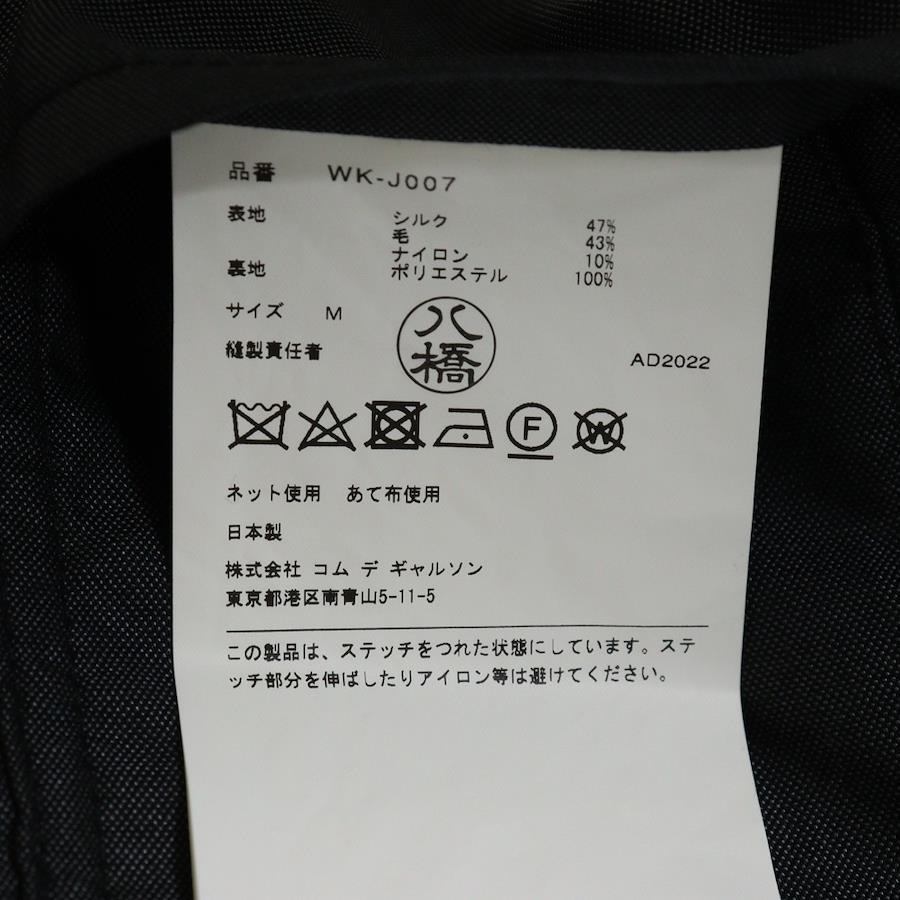 品番 WK-J007
表地 シルク 47%
毛 43%
ナイロン 10%
裏地 ポリエステル 100%
サイズ M
八橋
縫製責任者 AD2022
F
W
ネット使用 あて布使用
日本製
株式会社 コム デ ギャルソン
東京都港区南青山5-11-5
この製品は、ステッチをつれた状態にしています。ステ
ッチ部分を伸ばしたりアイロン等は避けてください。